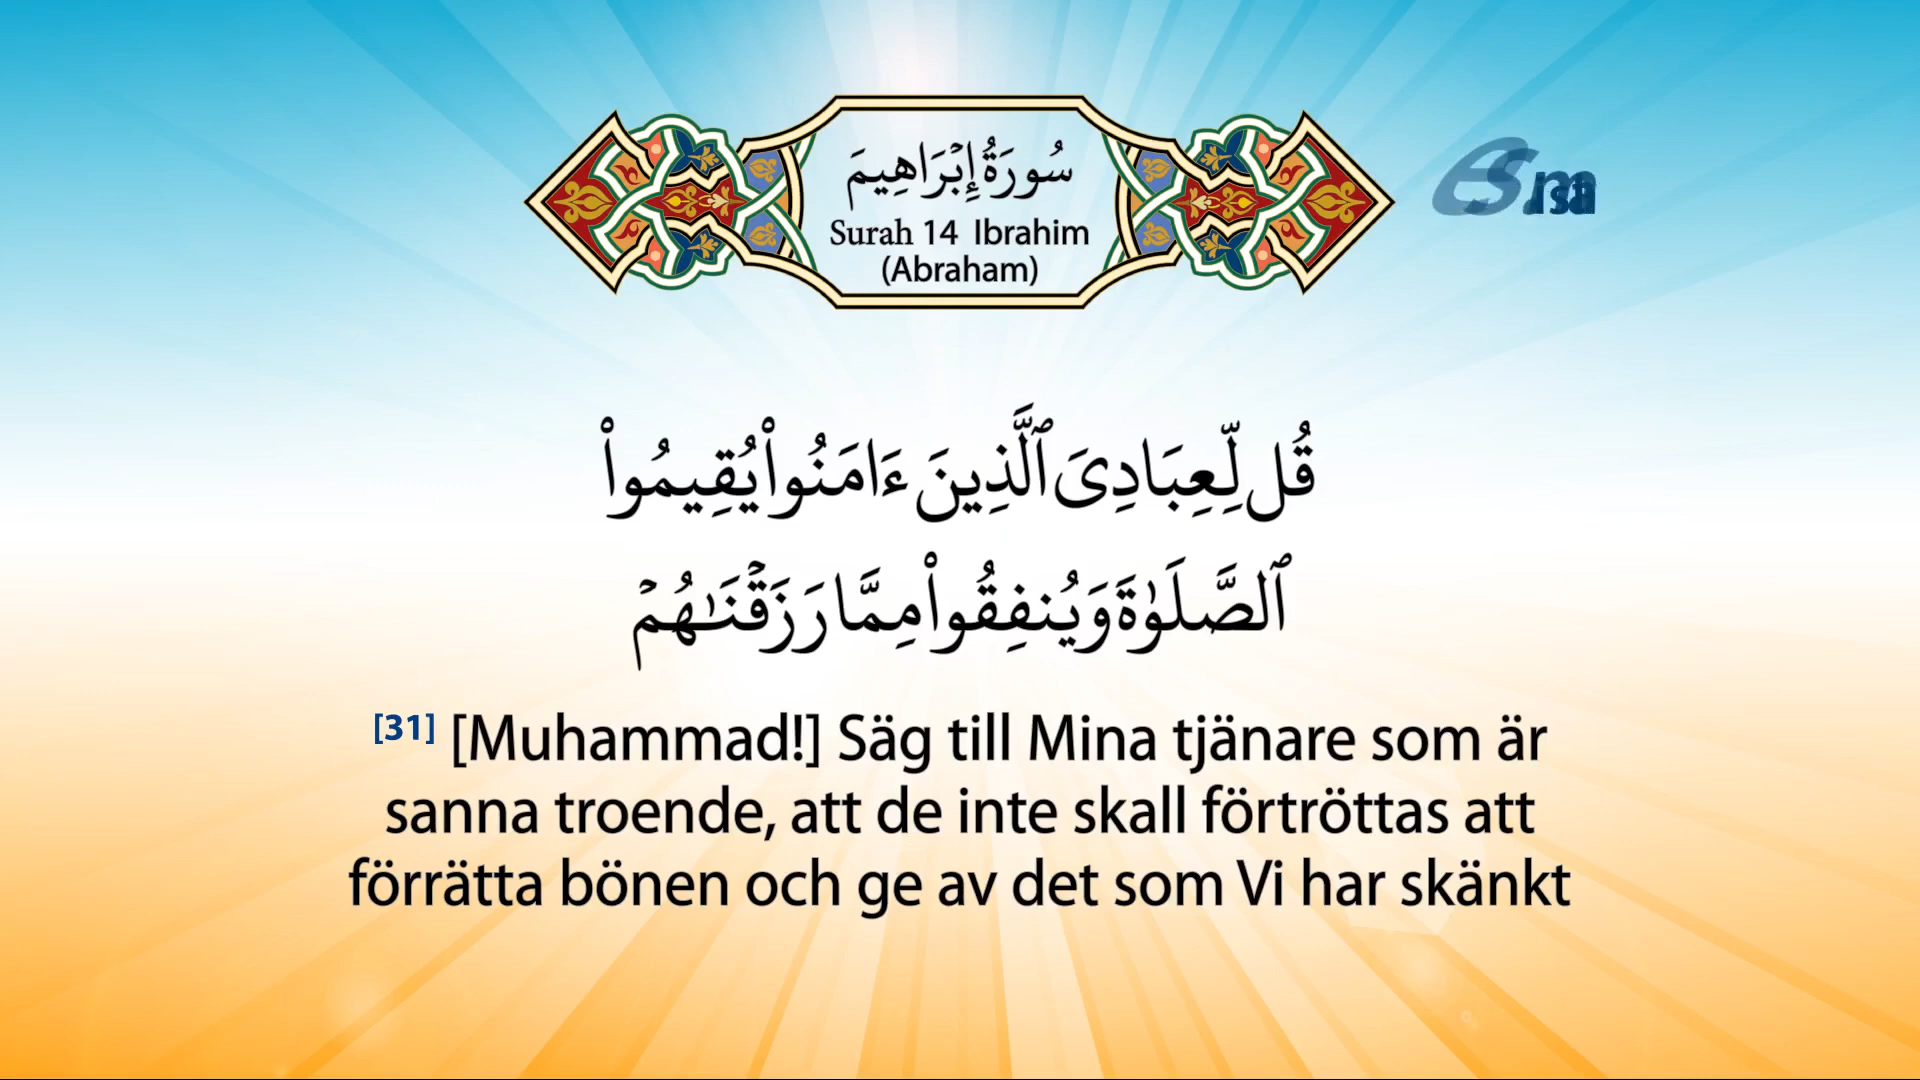 سُورَةُ إِبْرَاهِيمَ
Surah 14 Ibrahim
(Abraham)
قُل لِّعِبَادِىَ ٱلَّذِينَ ءَامَنُوا۟ يُقِيمُوا۟
ٱلصَّلَوٰةَ وَيُنفِقُوا۟ مِمَّا رَزَقْنَـٰهُمْ
[31] [Muhammad!] Säg till Mina tjänare som är
sanna troende, att de inte skall förtröttas att
förrätta bönen och ge av det som Vi har skänkt